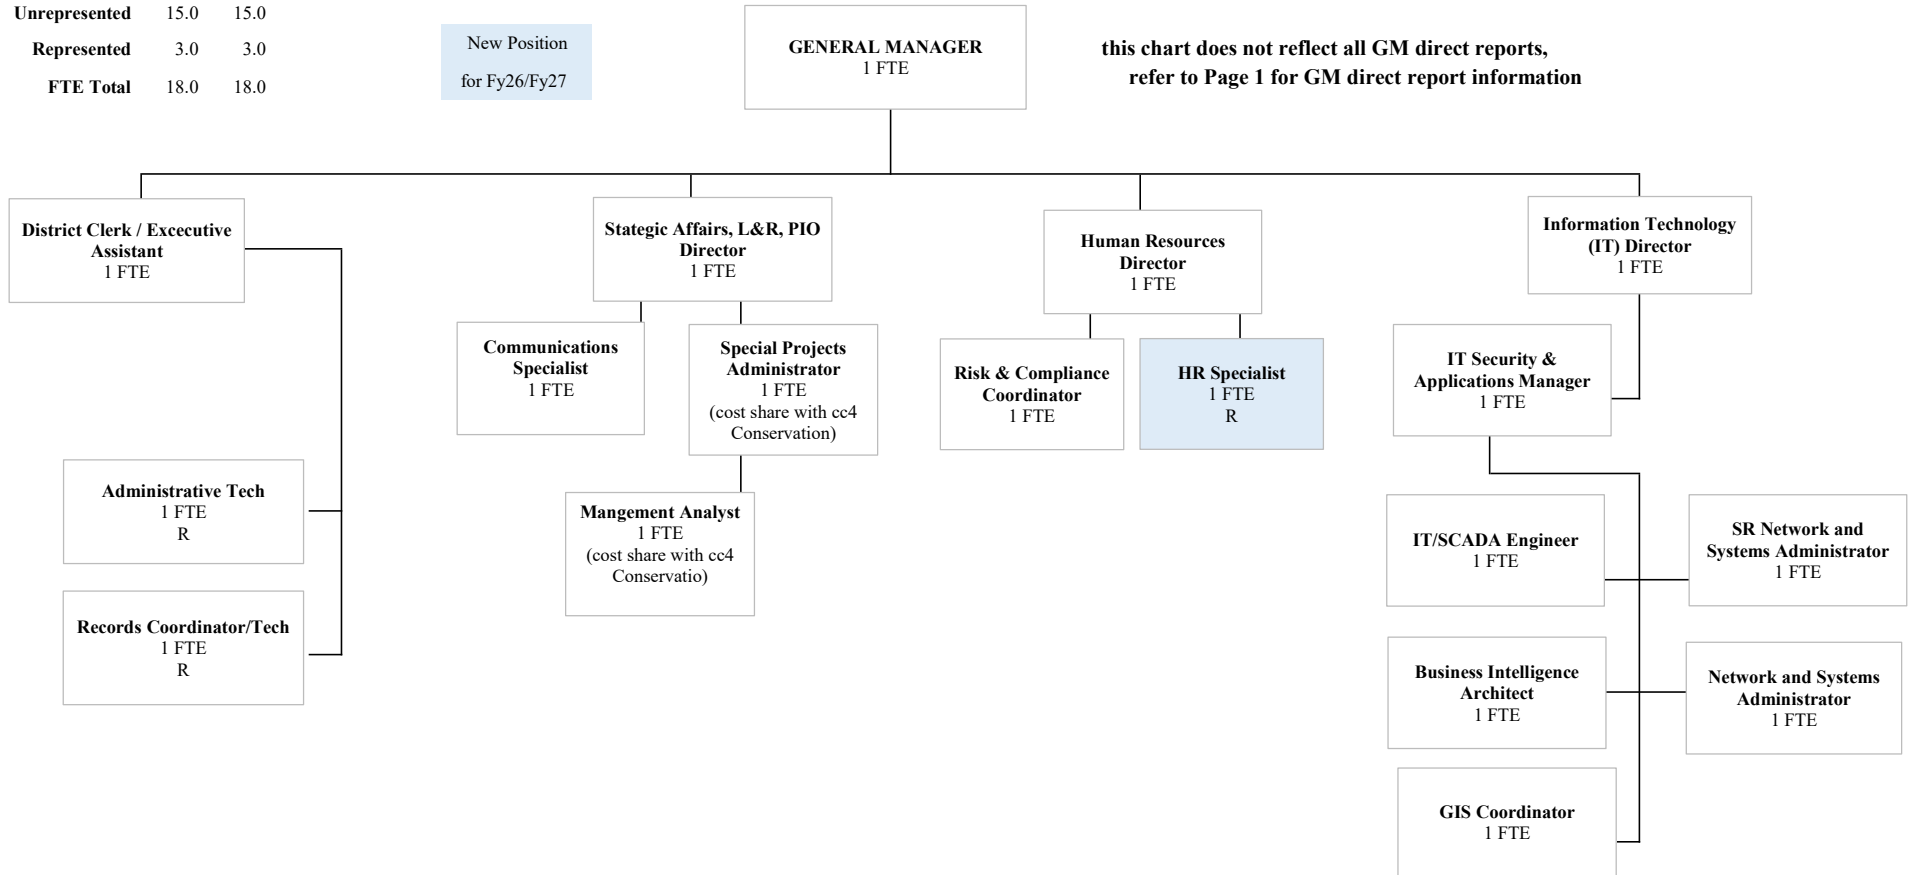 Unrepresented 15.0 15.0
Represented 3.0 3.0
FTE Total 18.0 18.0
New Position
for Fy26/Fy27
GENERAL MANAGER
1 FTE
this chart does not reflect all GM direct reports,
refer to Page 1 for GM direct report information
District Clerk / Excecutive
Assistant
1 FTE
Stategic Affairs, L&R, PIO
Director
1 FTE
Human Resources
Director
1 FTE
Information Technology
(IT) Director
1 FTE
Communications
Specialist
1 FTE
Special Projects
Administrator
1 FTE
(cost share with cc4
Conservation)
Risk & Compliance
Coordinator
1 FTE
HR Specialist
1 FTE
R
IT Security &
Applications Manager
1 FTE
Administrative Tech
1 FTE
R
Mangement Analyst
1 FTE
(cost share with cc4
Conservatio)
IT/SCADA Engineer
1 FTE
SR Network and
Systems Administrator
1 FTE
Records Coordinator/Tech
1 FTE
R
Business Intelligence
Architect
1 FTE
Network and Systems
Administrator
1 FTE
GIS Coordinator
1 FTE